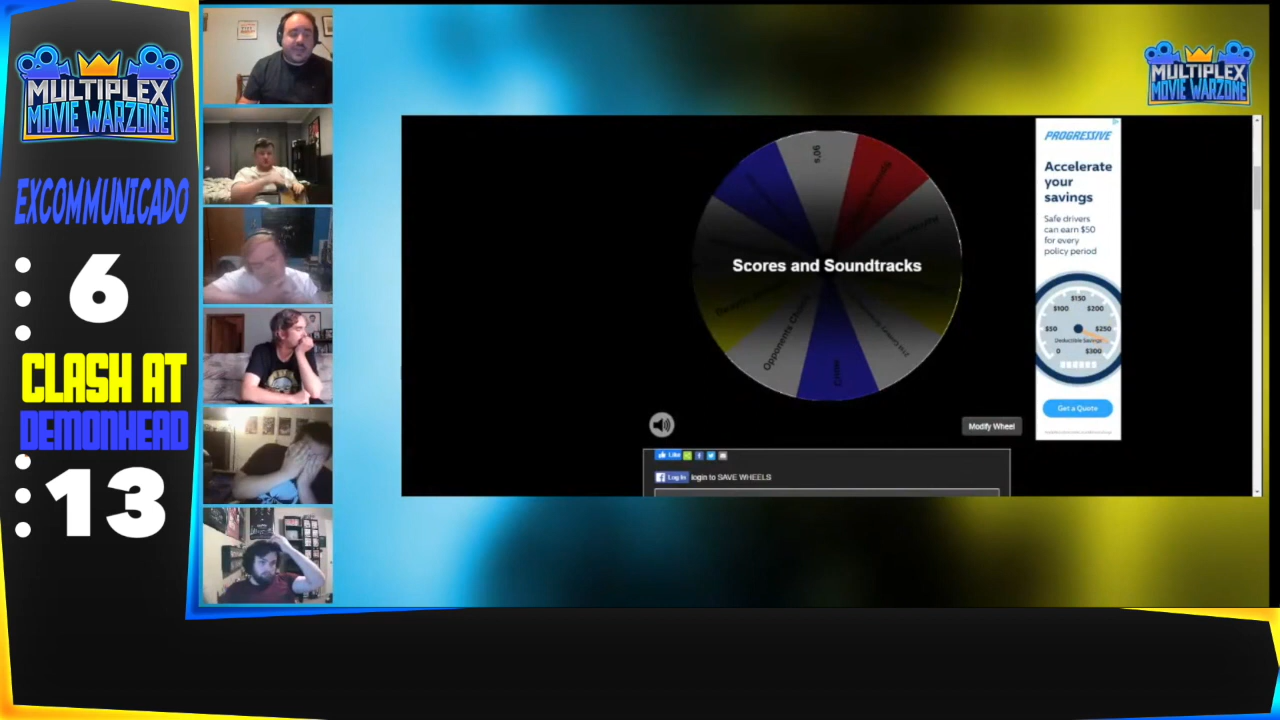 MULTIPLEX
MOVIE WARZONE
EXCOMMUNICADO
6
CLASH AT
DEMONHEAD
13
MULTIPLEX
MOVIE WARZONE
90's
Scores and Soundtracks
Opponents Choice
Crime
Modify Wheel
Like
Log In
login to SAVE WHEELS
PROGRESSIVE
Accelerate
your
savings
Safe drivers
can earn $50
for every
policy period
$150
$100
$200
$50
$250
Deductible Savings
0
$300
Get a Quote